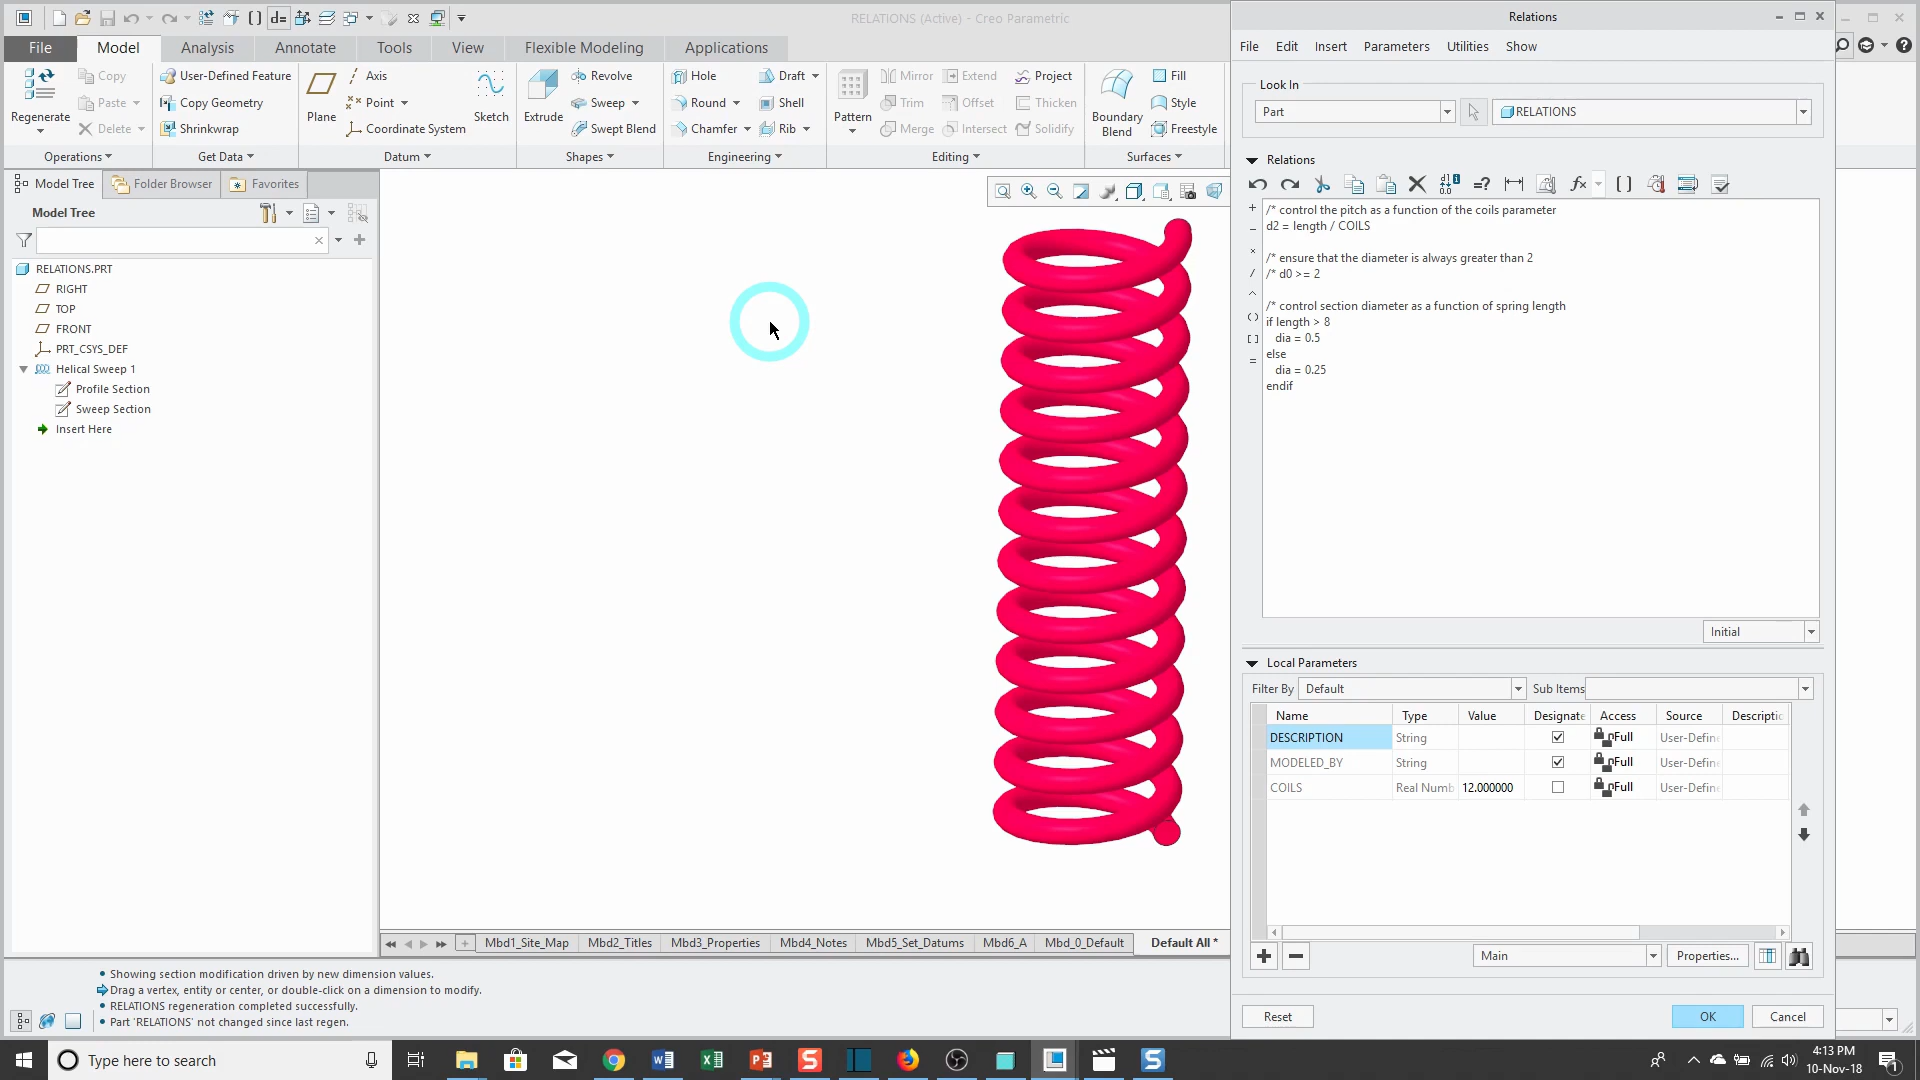 RELATIONS (Active) - Creo Parametric
File
Model
Analysis
Annotate
Tools
View
Flexible Modeling
Applications
Regenerate
Copy
Paste
Delete
Operations
User-Defined Feature
Copy Geometry
Shrinkwrap
Get Data
Plane
Axis
Point
Coordinate System
Sketch
Datum
Extrude
Revolve
Sweep
Swept Blend
Shapes
Hole
Round
Chamfer
Draft
Shell
Rib
Engineering
Pattern
Mirror
Trim
Merge
Extend
Offset
Intersect
Project
Thicken
Solidify
Editing
Boundary
Blend
Fill
Style
Freestyle
Surfaces
Model Tree
Folder Browser
Favorites
Model Tree
RELATIONS.PRT
RIGHT
TOP
FRONT
PRT_CSYS_DEF
Helical Sweep 1
Profile Section
Sweep Section
Insert Here
Mbd1_Site_Map
Mbd2_Titles
Mbd3_Properties
Mbd4_Notes
Mbd5_Set_Datums
Mbd6_A
Mbd_0_Default
Default All *
• Showing section modification driven by new dimension values.
Drag a vertex, entity or center, or double-click on a dimension to modify.
• RELATIONS regeneration completed successfully.
• Part 'RELATIONS' not changed since last regen.
Relations
File
Edit
Insert
Parameters
Utilities
Show
Look In
Part
RELATIONS
Relations
/* control the pitch as a function of the coils parameter
d2 = length / COILS
/* ensure that the diameter is always greater than 2
/* d0 >= 2
/* control section diameter as a function of spring length
if length > 8
dia = 0.5
else
dia = 0.25
endif
Initial
Local Parameters
Filter By
Default
Sub Items
Name
Type
Value
Designate
Access
Source
Descriptic
DESCRIPTION
String
Full
User-Define
MODELED_BY
String
Full
User-Define
COILS
Real Numb
12.000000
Full
User-Define
Main
Properties...
Reset
OK
Cancel
Type here to search
4:13 PM
10-Nov-18